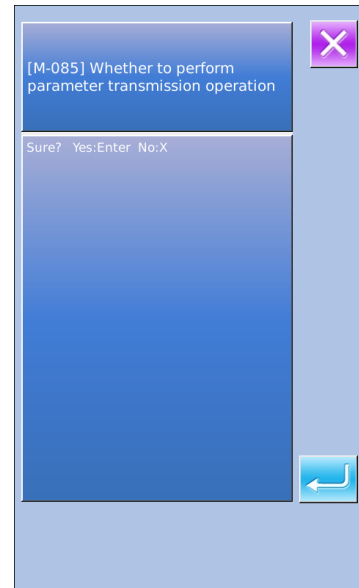 [M-085] Whether to perform
parameter transmission operation
Sure? Yes:Enter No:X